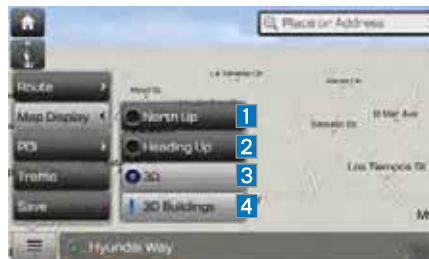 Place or Address
Route
Map Display
North Up
1
Heading Up
2
POI
3D
3
Traffic
3D Buildings
4
Save
Los Tiempos St
Hyundai Way